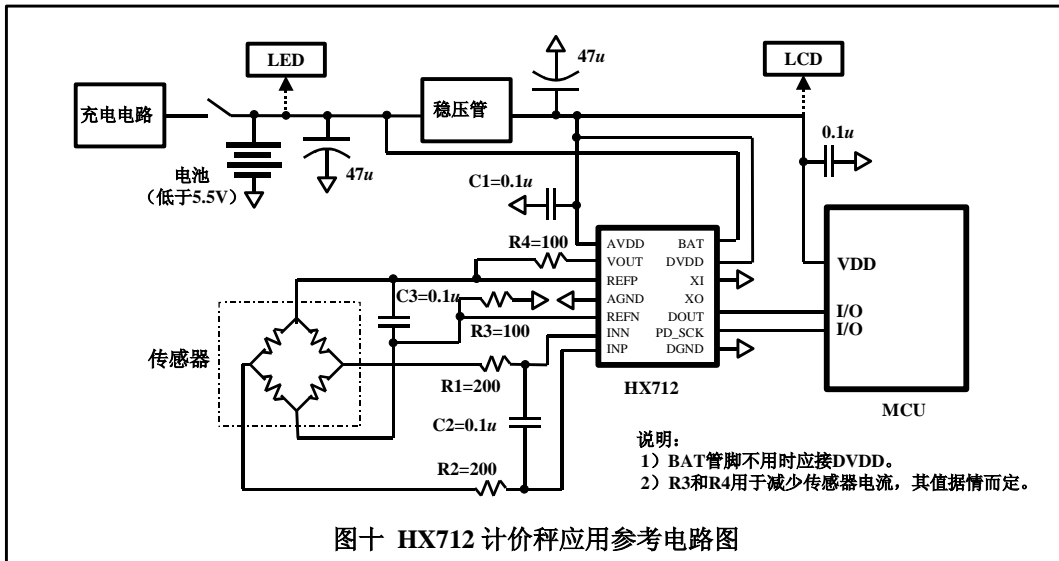 LED
47u
LCD
充电电路
稳压管
0.1u
电池
（低于5.5V）
47u
C1=0.1u
R4=100
AVDD BAT
VOUT DVDD
REFP XI
AGND XO
REFN DOUT
INN PD_SCK
INP DGND
HX712
VDD
I/O
I/O
MCU
C3=0.1u
R3=100
传感器
R1=200
C2=0.1u
R2=200
说明：
1）BAT管脚不用时应接DVDD。
2）R3和R4用于减少传感器电流，其值据情而定。
图十 HX712 计价秤应用参考电路图